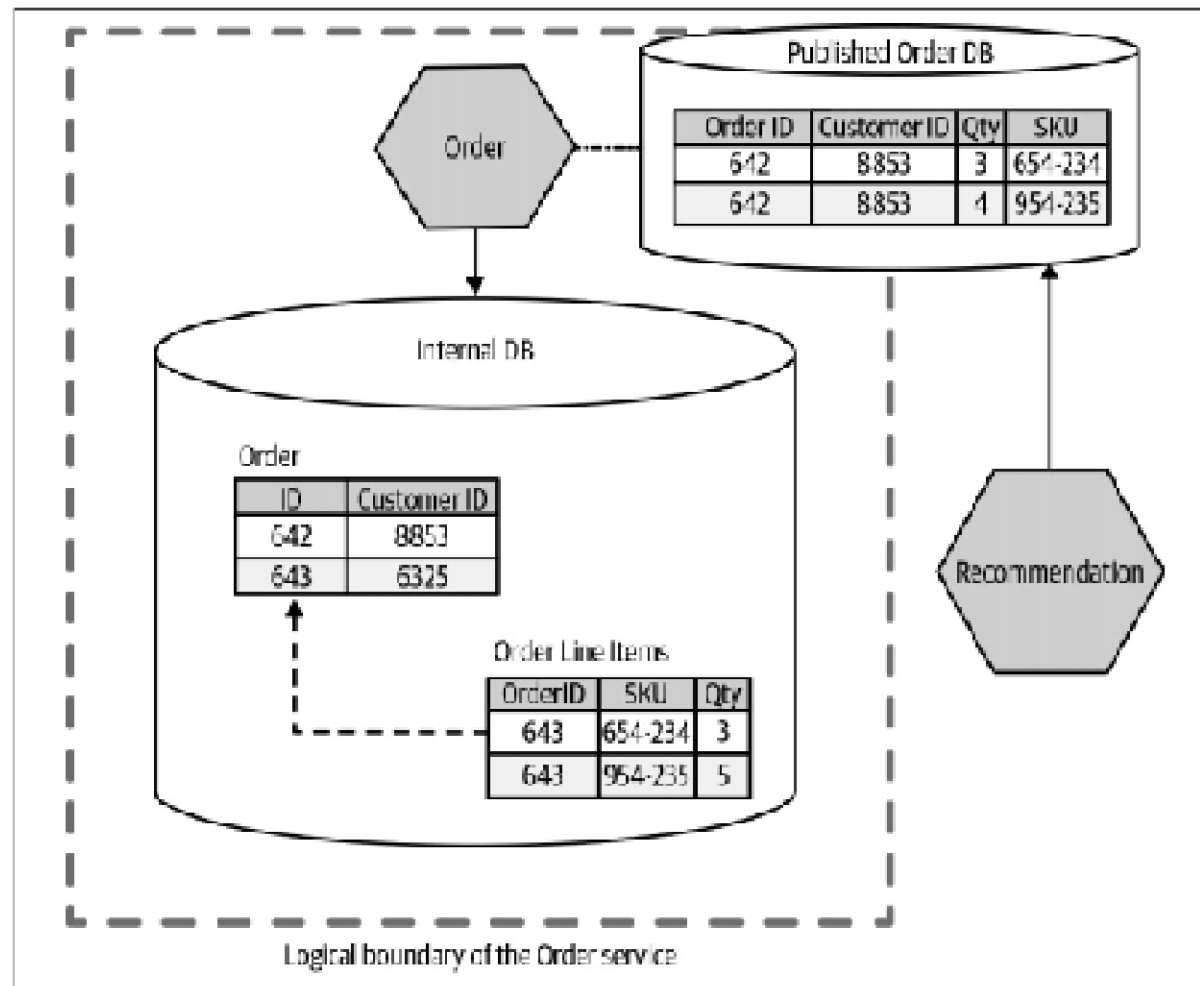 Published Order DB
Order
Order ID Customer ID Qty SKU
642 8853 3 654-234
642 8853 4 954-235
Internal DB
Order
ID Customer ID
642 8853
643 6325
Recommendation
Order Line Items
OrderID SKU Qty
643 654-234 3
643 954-235 5
Logical boundary of the Order service